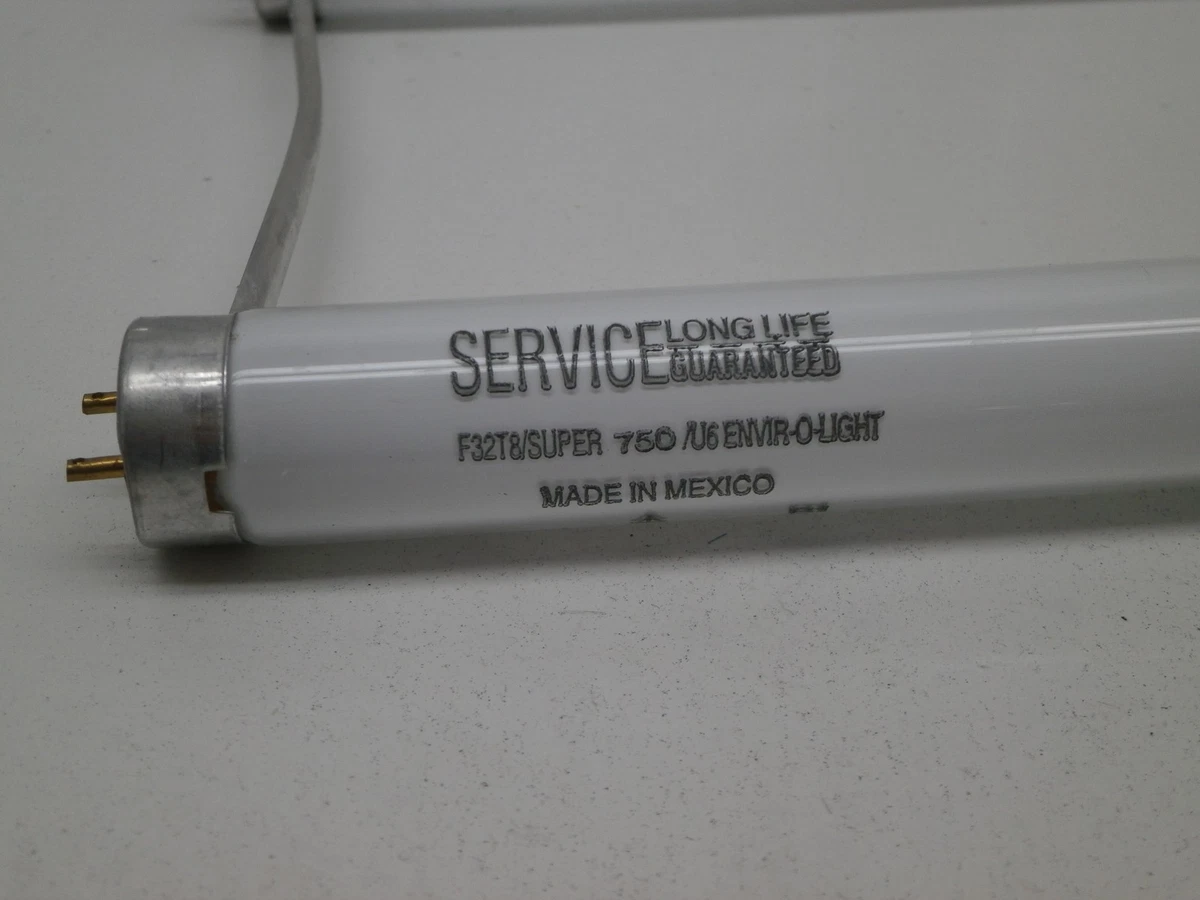 SERVICE LONG LIFE
GUARANTEED
F32T8/SUPER 750 /U6 ENVIR-O-LIGHT
MADE IN MEXICO